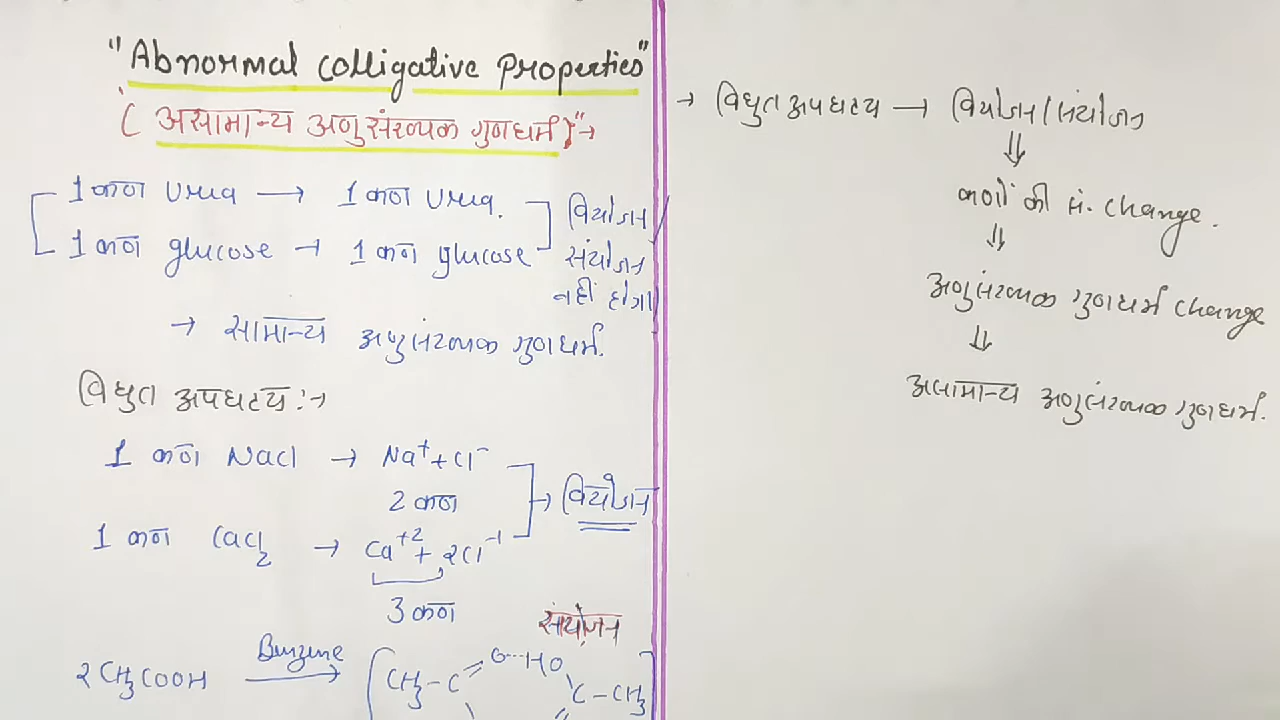 "Abnormal colligative Properties"
(असामान्य अणुसंख्यक गुणधर्म)"→
1 कण Urea → 1 कण Urea.
1 कण glucose → 1 कण glucose
वियोजन/
संयोजन
नहीं होगा
→ सामान्य अणुसंख्यक गुणधर्म.
विधुत अपघटय :→
1 कण NaCl → Na⁺ + Cl⁻
2 कण
→ वियोजन
1 कण CaCl₂ → Ca⁺² + 2Cl⁻¹
3 कण
संयोजन
2CH₃COOH Benzene → CH₃-C O···HO C-CH₃
→ विधुत अपघटय → वियोजन/संयोजन
⇓
कणों की सं. change.
⇓
अणुसंख्यक गुणधर्म change
⇓
असामान्य अणुसंख्यक गुणधर्म.